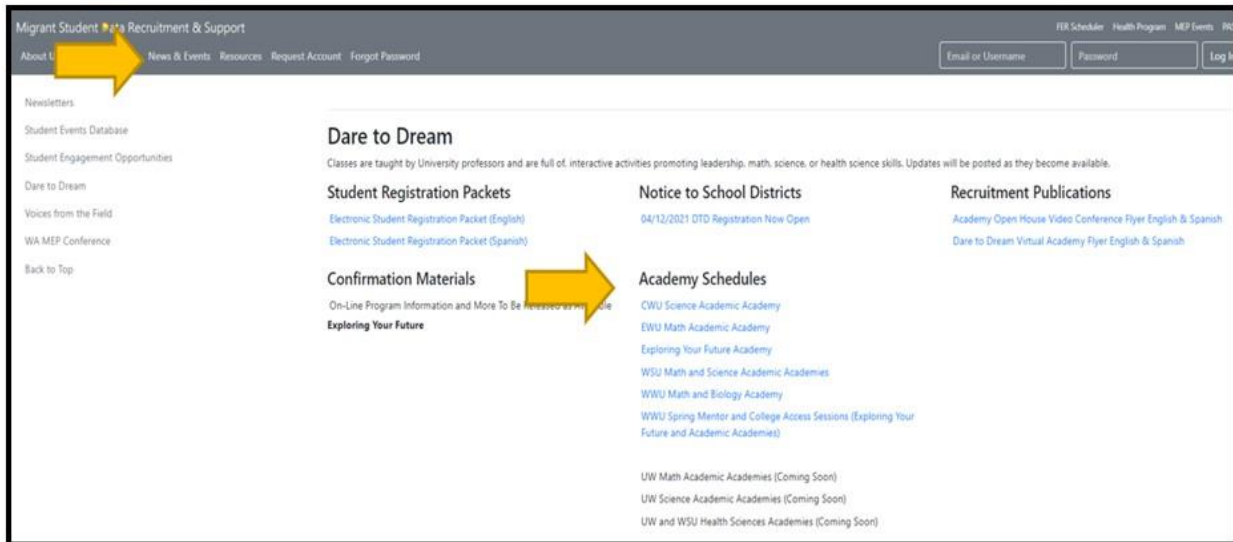 Migrant Student Data Recruitment & Support
FER Scheduler Health Program MEP Events
About News & Events Resources Request Account Forgot Password
Email or Username Password Log
Newsletters
Student Events Database
Student Engagement Opportunities
Dare to Dream
Voices from the Field
WA MEP Conference
Back to Top
Dare to Dream
Classes are taught by University professors and are full of, interactive activities promoting leadership, math, science, or health science skills. Updates will be posted as they become available.
Student Registration Packets
Electronic Student Registration Packet (English)
Electronic Student Registration Packet (Spanish)
Confirmation Materials
On-Line Program Information and More To Be Released as
Exploring Your Future
Notice to School Districts
04/12/2021 DTD Registration Now Open
Academy Schedules
CWU Science Academic Academy
EWU Math Academic Academy
Exploring Your Future Academy
WSU Math and Science Academic Academies
WWU Math and Biology Academy
WWU Spring Mentor and College Access Sessions (Exploring Your
Future and Academic Academies)
UW Math Academic Academies (Coming Soon)
UW Science Academic Academies (Coming Soon)
UW and WSU Health Sciences Academies (Coming Soon)
Recruitment Publications
Academy Open House Video Conference Flyer English & Spanish
Dare to Dream Virtual Academy Flyer English & Spanish